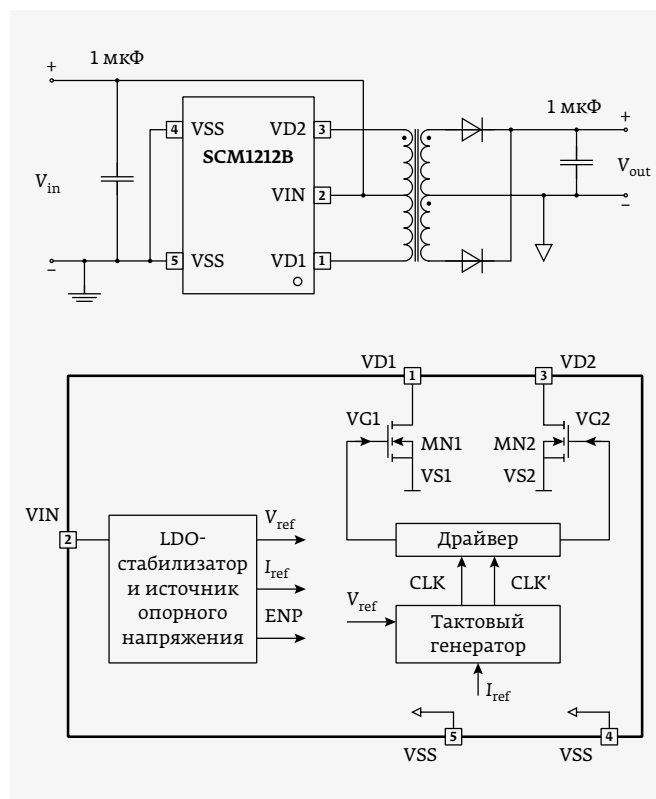 1 мкФ
+
4 VSS VD2 3
SCM1212B
1 мкФ
+
Vin
VIN 2
Vout
−
−
5 VSS VD1 1
VD1 VD2
1 3
VG1 VG2
MN1 MN2
VS1 VS2
VIN
2
LDO-
стабилизатор
и источник
опорного
напряжения
Vref
Iref
ENP
Драйвер
CLK CLK'
Vref
Тактовый
генератор
Iref
5 4
VSS VSS